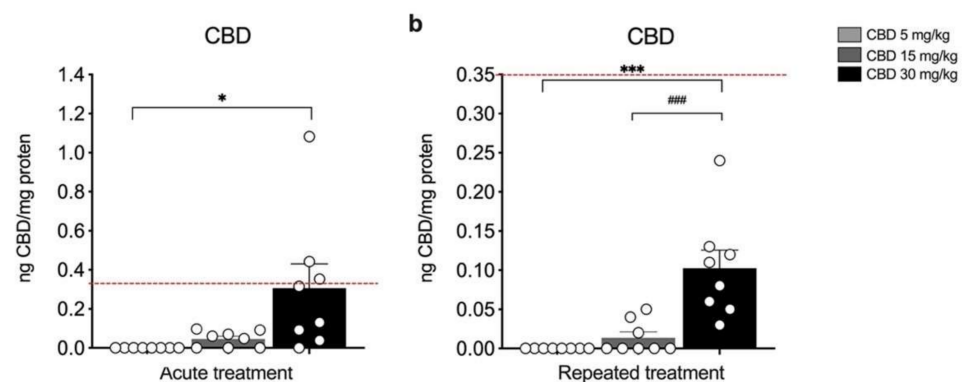 b
CBD
1.4
1.2
1.0
0.8
0.6
0.4
0.2
0.0
ng CBD/mg proten
*
Acute treatment
CBD
0.35
0.30
0.25
0.20
0.15
0.10
0.05
0.00
ng CBD/mg proten
***
###
Repeated treatment
CBD 5 mg/kg
CBD 15 mg/kg
CBD 30 mg/kg